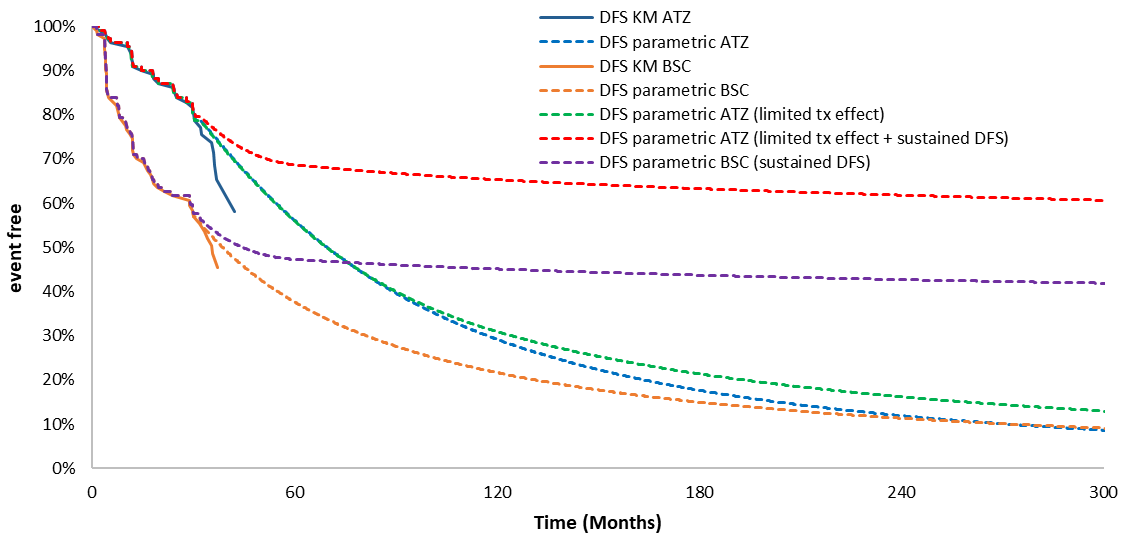 DFS KM ATZ
DFS parametric ATZ
DFS KM BSC
DFS parametric BSC
DFS parametric ATZ (limited tx effect)
DFS parametric ATZ (limited tx effect + sustained DFS)
DFS parametric BSC (sustained DFS)
event free
100%
90%
80%
70%
60%
50%
40%
30%
20%
10%
0%
0 60 120 180 240 300
Time (Months)